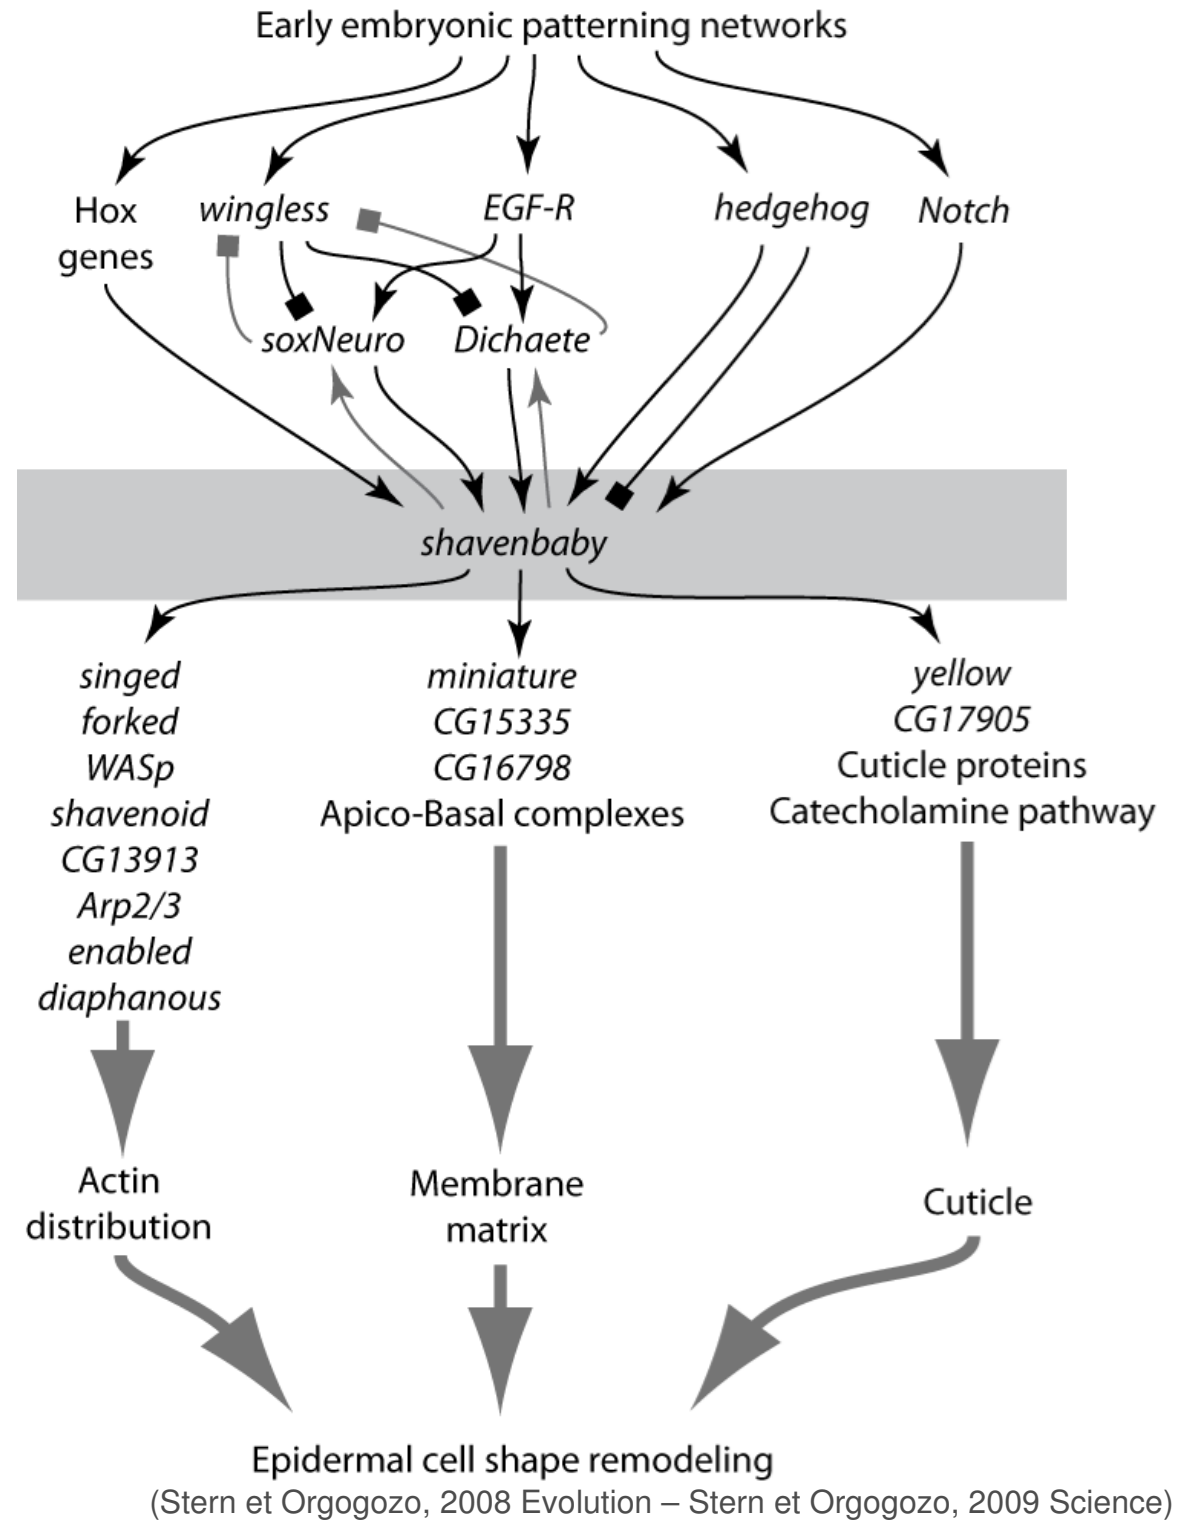 Early embryonic patterning networks
Hox
genes
wingless
EGF-R
hedgehog
Notch
soxNeuro
Dichaete
shavenbaby
singed
forked
WASp
shavenoid
CG13913
Arp2/3
enabled
diaphanous
miniature
CG15335
CG16798
Apico-Basal complexes
yellow
CG17905
Cuticle proteins
Catecholamine pathway
Actin
distribution
Membrane
matrix
Cuticle
Epidermal cell shape remodeling
(Stern et Orgogozo, 2008 Evolution – Stern et Orgogozo, 2009 Science)